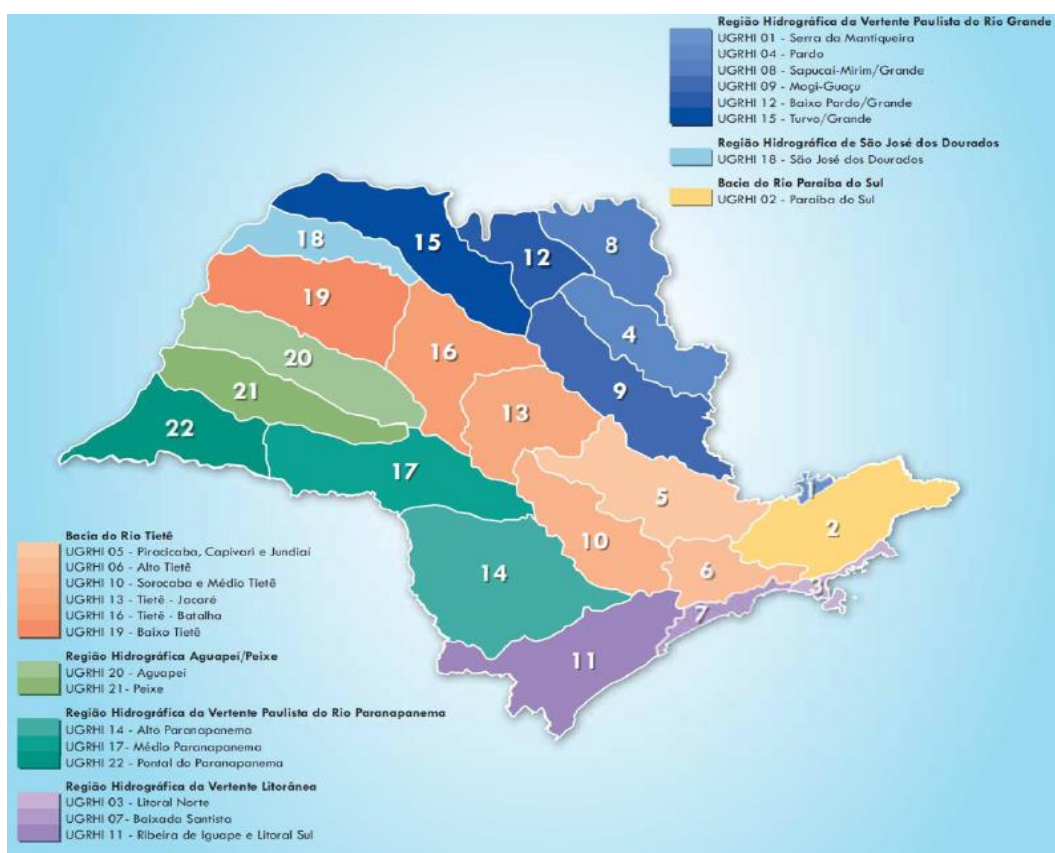 Região Hidrográfica da Vertente Paulista do Rio Grande
UGRHI 01 - Serra da Mantiqueira
UGRHI 04 - Pardo
UGRHI 08 - Sapucaí-Mirim/Grande
UGRHI 09 - Mogi-Guaçu
UGRHI 12 - Baixo Pardo/Grande
UGRHI 15 - Turvo/Grande
Região Hidrográfica de São José dos Dourados
UGRHI 18 - São José dos Dourados
Bacia do Rio Paraíba do Sul
UGRHI 02 - Paraíba do Sul
18
15
12
8
19
4
16
20
9
21
13
22
17
5
1
2
10
14
6
3
7
11
Bacia do Rio Tietê
UGRHI 05 - Piracicaba, Capivari e Jundiaí
UGRHI 06 - Alto Tietê
UGRHI 10 - Sorocaba e Médio Tietê
UGRHI 13 - Tietê - Jacaré
UGRHI 16 - Tietê - Batalha
UGRHI 19 - Baixo Tietê
Região Hidrográfica Aguapeí/Peixe
UGRHI 20 - Aguapeí
UGRHI 21- Peixe
Região Hidrográfica da Vertente Paulista do Rio Paranapanema
UGRHI 14 - Alto Paranapanema
UGRHI 17- Médio Paranapanema
UGRHI 22 - Pontal do Paranapanema
Região Hidrográfica da Vertente Litorânea
UGRHI 03 - Litoral Norte
UGRHI 07- Baixada Santista
UGRHI 11 - Ribeira de Iguape e Litoral Sul